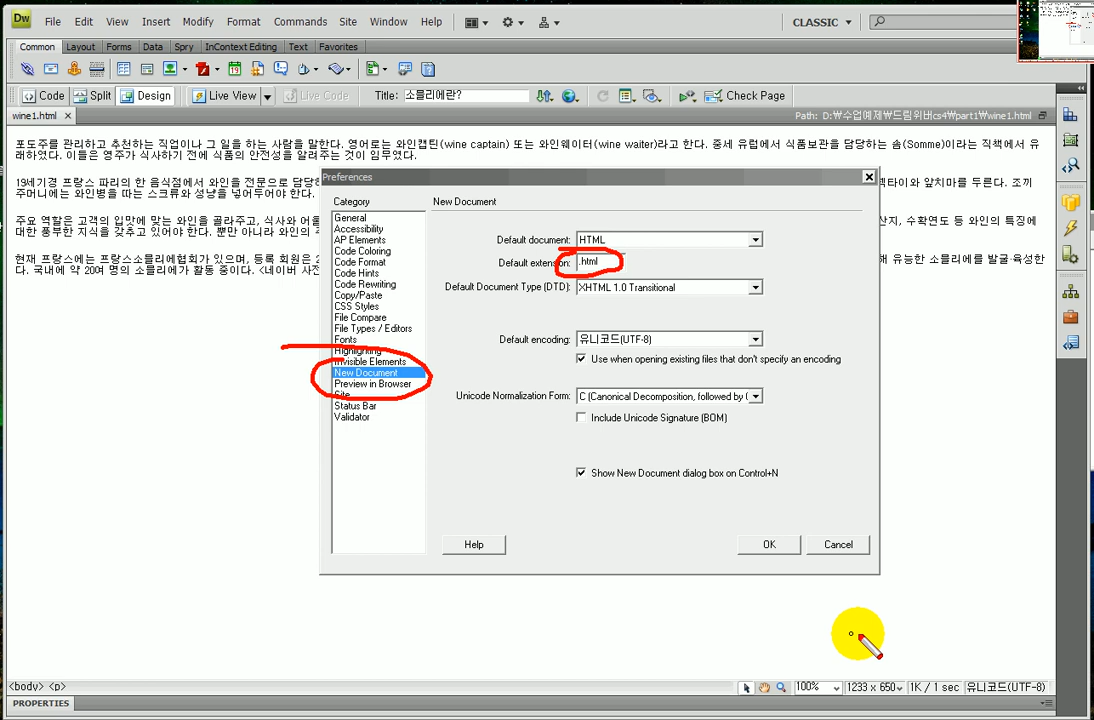 Dw File Edit View Insert Modify Format Commands Site Window Help CLASSIC
Common Layout Forms Data Spry InContext Editing Text Favorites
Code Split Design Live View Live Code Title: 소믈리에란? Check Page
wine1.html Path: D:₩수업예제₩드림위버cs4₩part1₩wine1.html
포도주를 관리하고 추천하는 직업이나 그 일을 하는 사람을 말한다. 영어로는 와인캡틴(wine captain) 또는 와인웨이터(wine waiter)라고 한다. 중세 유럽에서 식품보관을 담당하는 솜(Somme)이라는 직책에서 유
래하였다. 이들은 영주가 식사하기 전에 식품의 안전성을 알려주는 것이 임무였다.
19세기경 프랑스 파리의 한 음식점에서 와인을 전문으로 담당하
타이와 앞치마를 두른다. 조끼
주머니에는 와인병을 따는 스크류와 성냥을 넣어두어야 한다.
주요 역할은 고객의 입맛에 맞는 와인을 골라주고, 식사와 어울
산지, 수확연도 등 와인의 특징에
대한 풍부한 지식을 갖추고 있어야 한다. 뿐만 아니라 와인의
현재 프랑스에는 프랑스소믈리에협회가 있으며, 등록 회원은
해 유능한 소믈리에를 발굴·육성한
다. 국내에 약 20여 명의 소믈리에가 활동 중이다. <네이버 사전
Preferences
Category
General
Accessibility
AP Elements
Code Coloring
Code Format
Code Hints
Code Rewriting
Copy/Paste
CSS Styles
File Compare
File Types / Editors
Fonts
Highlighting
Invisible Elements
New Document
Preview in Browser
Site
Status Bar
Validator
New Document
Default document: HTML
Default extension: .html
Default Document Type (DTD): XHTML 1.0 Transitional
Default encoding: 유니코드(UTF-8)
Use when opening existing files that don't specify an encoding
Unicode Normalization Form: C (Canonical Decomposition, followed by
Include Unicode Signature (BOM)
Show New Document dialog box on Control+N
Help OK Cancel
<body> <p> 100% 1233 x 650 1K / 1 sec 유니코드(UTF-8)
PROPERTIES